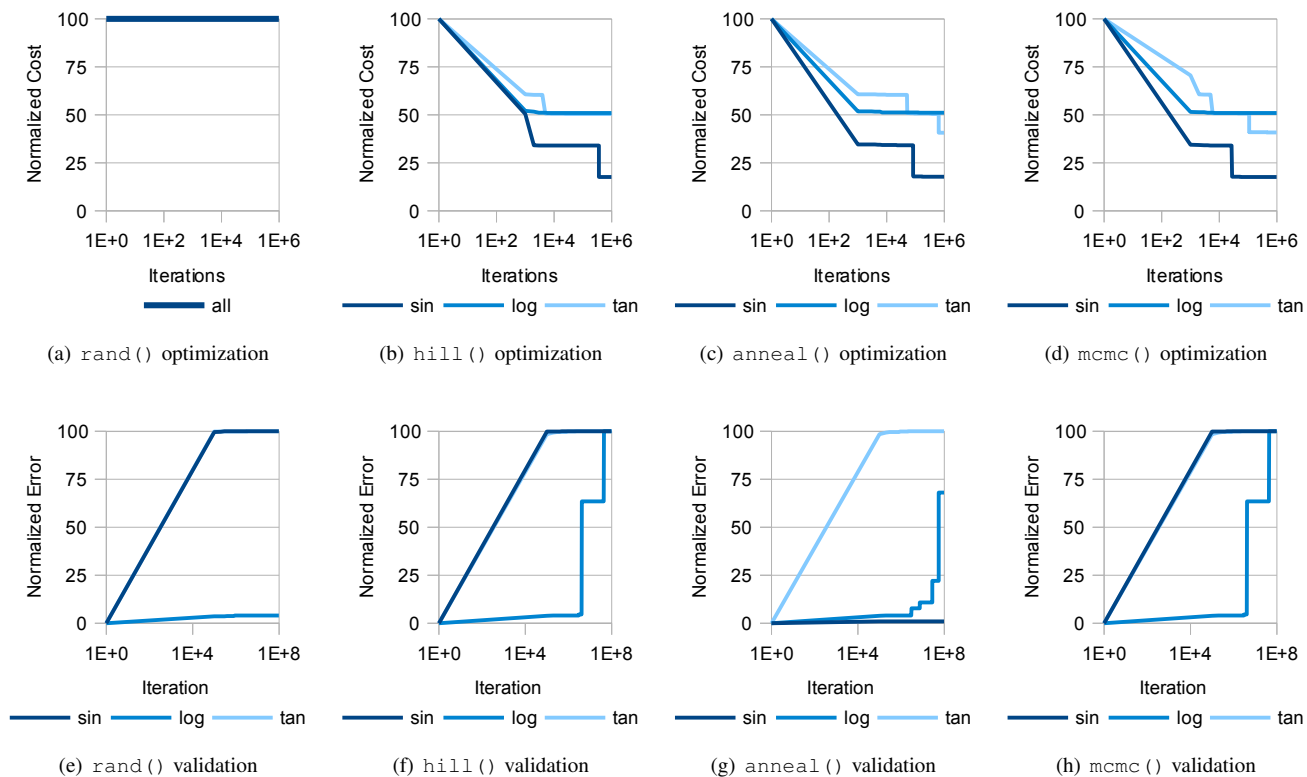 Normalized Cost
100
75
50
25
0
1E+0 1E+2 1E+4 1E+6
Iterations
all
(a) rand() optimization
Normalized Cost
100
75
50
25
0
1E+0 1E+2 1E+4 1E+6
Iterations
sin log tan
(b) hill() optimization
Normalized Cost
100
75
50
25
0
1E+0 1E+2 1E+4 1E+6
Iterations
sin log tan
(c) anneal() optimization
Normalized Cost
100
75
50
25
0
1E+0 1E+2 1E+4 1E+6
Iterations
sin log tan
(d) mcmc() optimization
Normalized Error
100
75
50
25
0
1E+0 1E+4 1E+8
Iteration
sin log tan
(e) rand() validation
Normalized Error
100
75
50
25
0
1E+0 1E+4 1E+8
Iteration
sin log tan
(f) hill() validation
Normalized Error
100
75
50
25
0
1E+0 1E+4 1E+8
Iteration
sin log tan
(g) anneal() validation
Normalized Error
100
75
50
25
0
1E+0 1E+4 1E+8
Iteration
sin log tan
(h) mcmc() validation